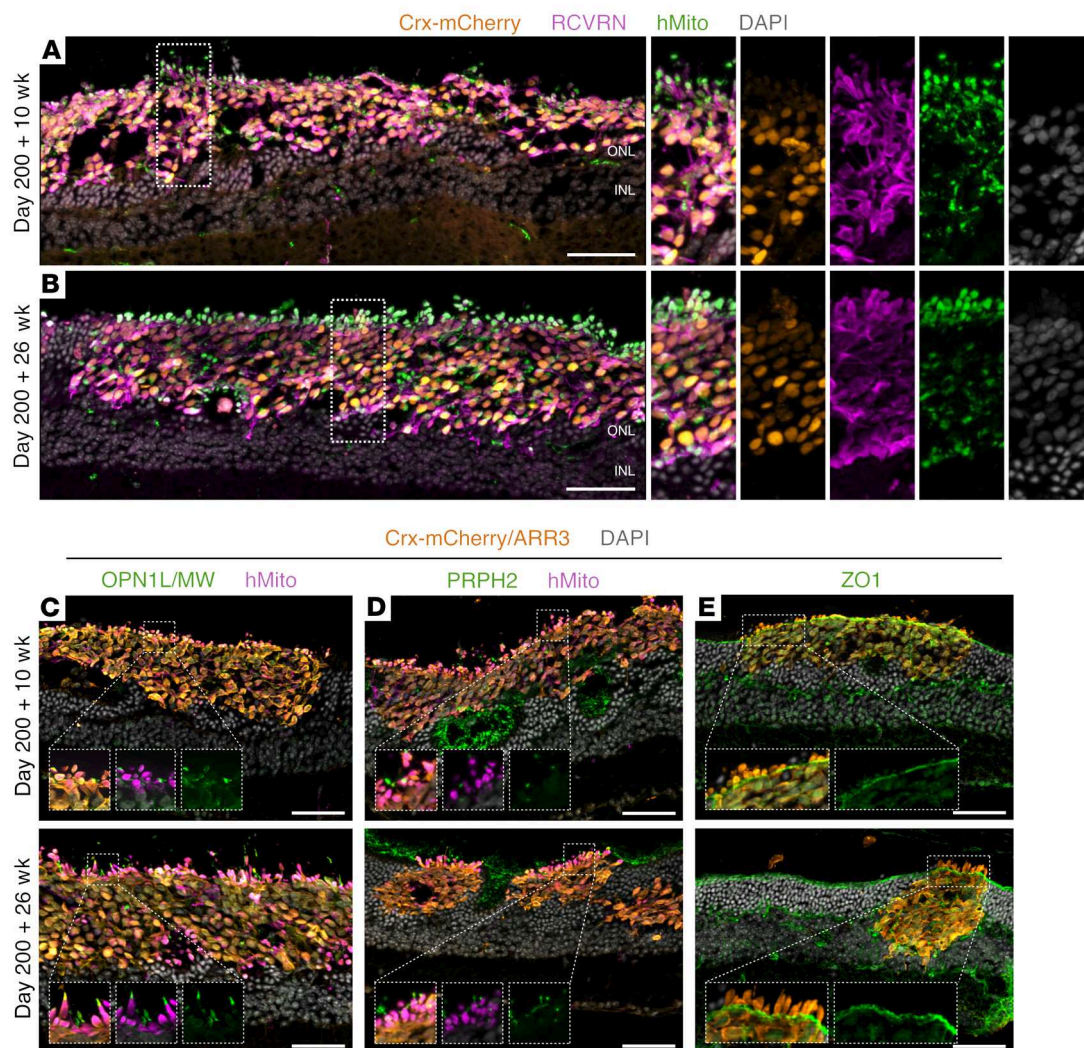 Crx-mCherry RCVRN hMito DAPI
A
Day 200 + 10 wk
ONL
INL
B
Day 200 + 26 wk
ONL
INL
Crx-mCherry/ARR3 DAPI
OPN1L/MW hMito
PRPH2 hMito
ZO1
C
D
E
Day 200 + 10 wk
Day 200 + 26 wk